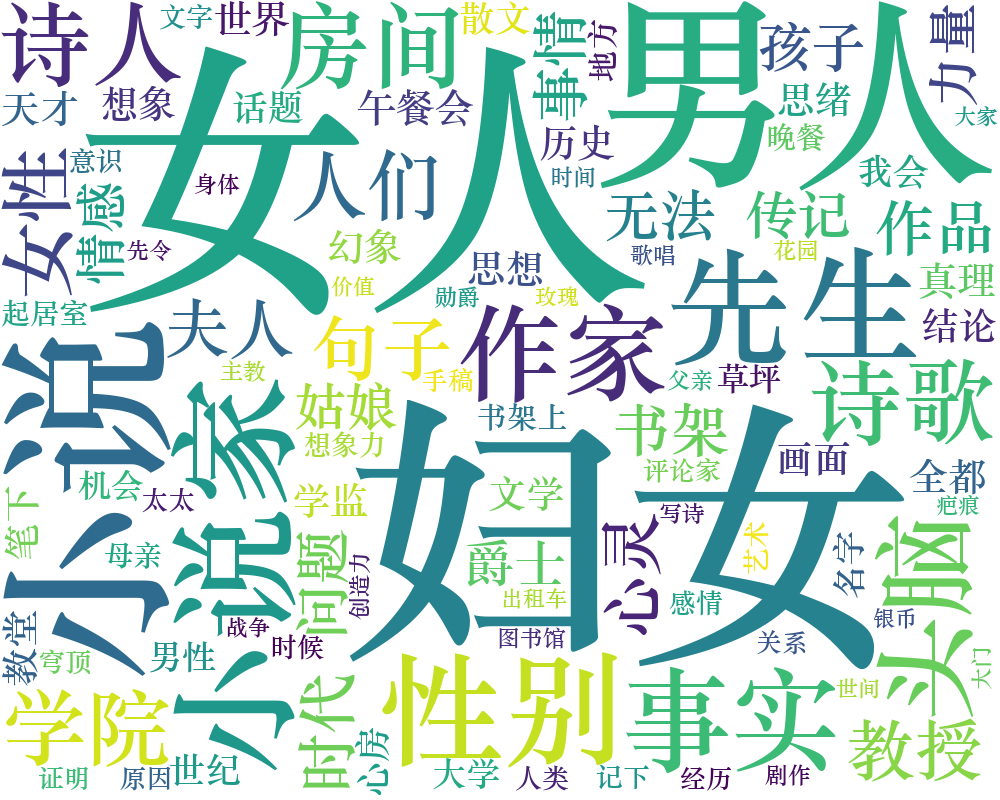 诗人
文字
世界
房间
散文
事情
地方
男人
孩子
力量
天才
想象
话题
午餐会
历史
思绪
大家
晚餐
女人
女性
意识
身体
人们
时间
我会
情感
无法
传记
作品
先令
幻象
思想
歌唱
花园
真理
起居室
夫人
价值
勋爵
玫瑰
先生
结论
小说
小说家
句子
作家
主教
手稿
父亲
草坪
诗歌
姑娘
书架上
书架
想象力
妇女
评论家
画面
全都
机会
太太
学监
文学
写诗
疤痕
笔下
母亲
问题
创造力
爵士
心灵
艺术
名字
头脑
出租车
感情
银币
教堂
穹顶
男性
战争
时候
图书馆
关系
大门
学院
时代
性别
事实
世间
教授
世纪
心房
证明
原因
大学
人类
记下
经历
剧作